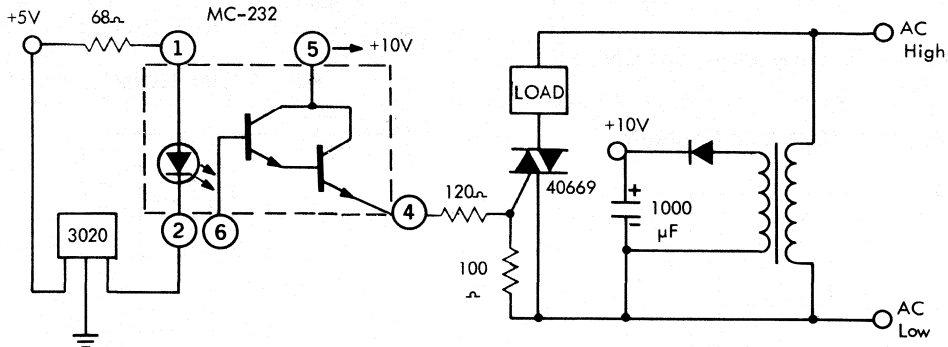 MC-232
+5V
68Ω
1
5
+10V
AC
High
LOAD
+10V
40669
120Ω
4
+
1000
µF
-
2
6
3020
100
Ω
AC
Low